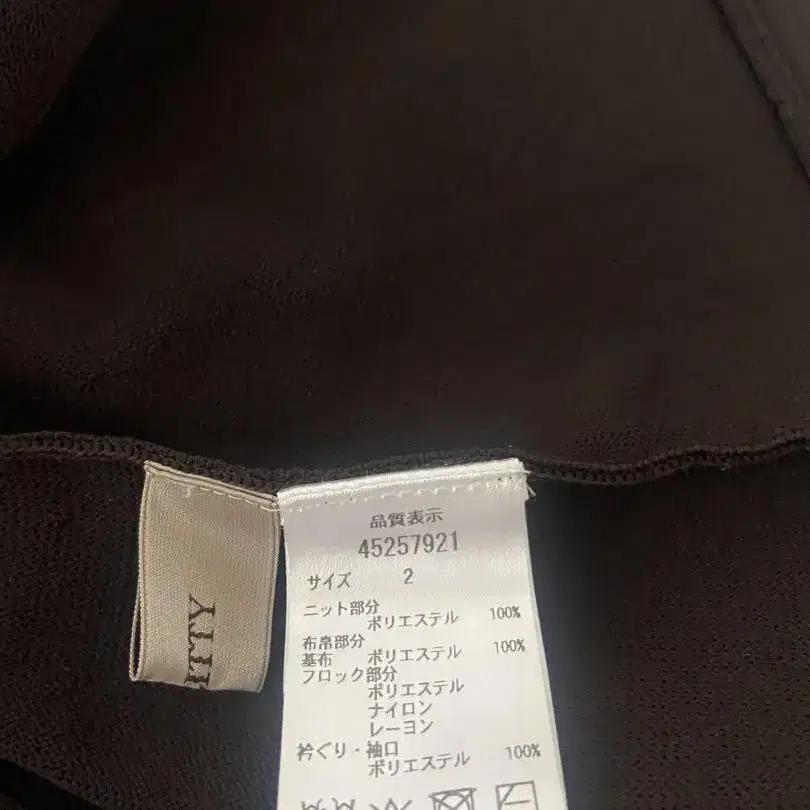 品質表示
45257921
サイズ 2
ニット部分
ポリエステル 100%
布帛部分
基布 ポリエステル 100%
フロック部分
ポリエステル
ナイロン
レーヨン
衿ぐり・袖口
ポリエステル 100%
ITTY